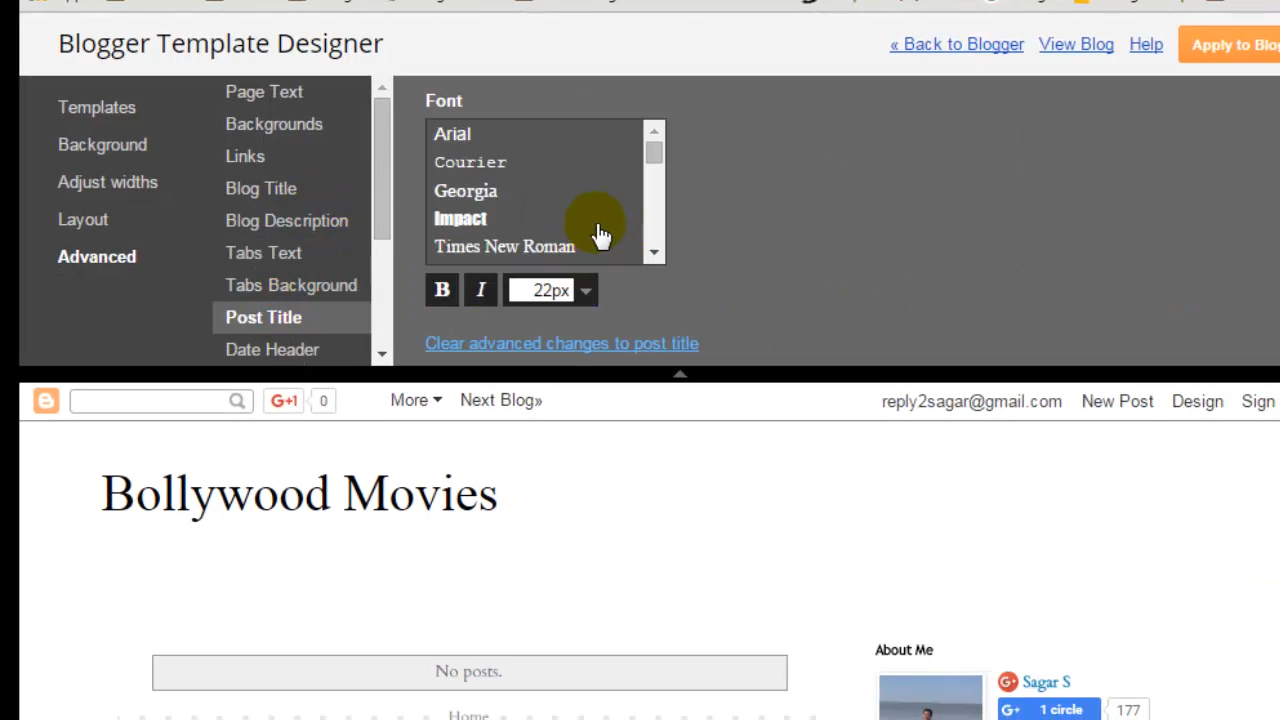 Blogger Template Designer
« Back to Blogger View Blog Help Apply to Blo
Templates
Background
Adjust widths
Layout
Advanced
Page Text
Backgrounds
Links
Blog Title
Blog Description
Tabs Text
Tabs Background
Post Title
Date Header
Font
Arial
Courier
Georgia
Impact
Times New Roman
B I 22px
Clear advanced changes to post title
G+1 0 More Next Blog» reply2sagar@gmail.com New Post Design Sign
Bollywood Movies
No posts.
Home
About Me
G+ Sagar S
G+ 1 circle 177